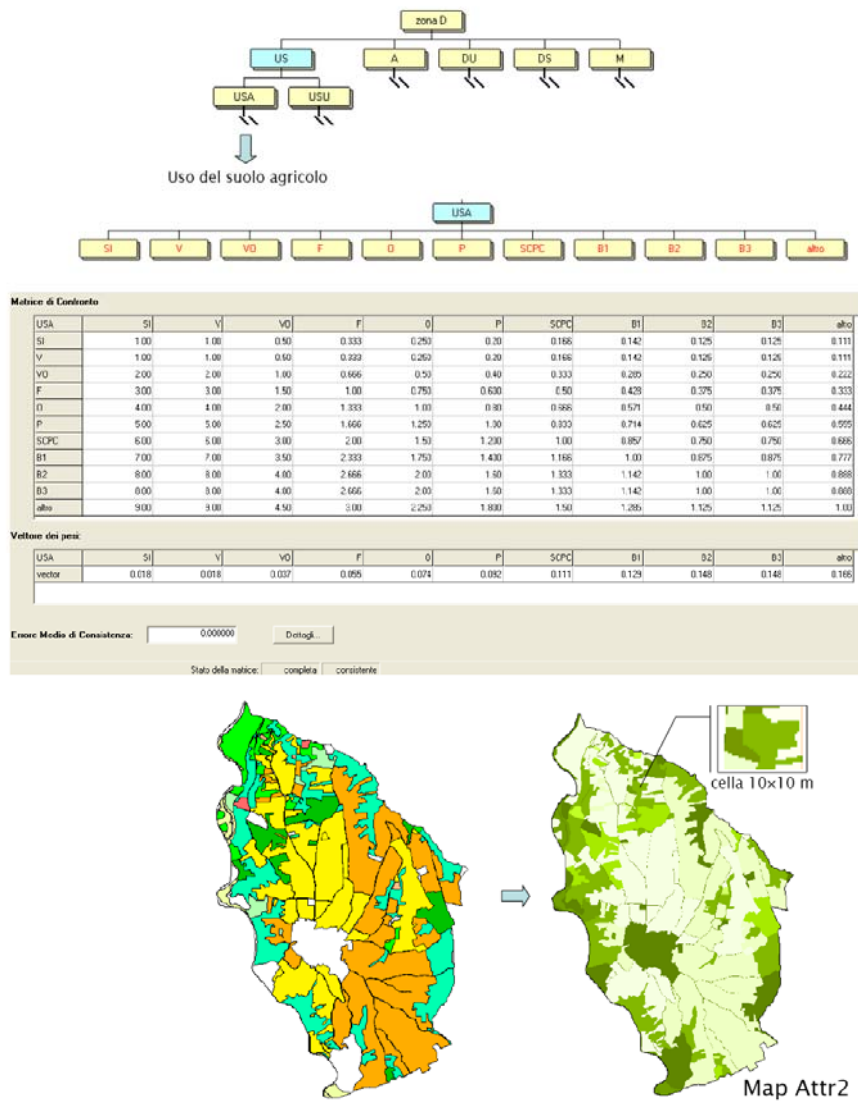 zona D
US A DU DS M
USA USU
Uso del suolo agricolo
USA
SI V VO F O P SCPC B1 B2 B3 altro
Matrice di Confronto
USA SI V VO F O P SCPC B1 B2 B3 altro
SI 1.00 1.00 0.50 0.333 0.250 0.20 0.166 0.142 0.125 0.125 0.111
V 1.00 1.00 0.50 0.333 0.250 0.20 0.166 0.142 0.125 0.125 0.111
VO 2.00 2.00 1.00 0.666 0.50 0.40 0.333 0.285 0.250 0.250 0.222
F 3.00 3.00 1.50 1.00 0.750 0.600 0.50 0.428 0.375 0.375 0.333
O 4.00 4.00 2.00 1.333 1.00 0.80 0.666 0.571 0.50 0.50 0.444
P 5.00 5.00 2.50 1.666 1.250 1.00 0.833 0.714 0.625 0.625 0.555
SCPC 6.00 6.00 3.00 2.00 1.50 1.200 1.00 0.857 0.750 0.750 0.666
B1 7.00 7.00 3.50 2.333 1.750 1.400 1.166 1.00 0.875 0.875 0.777
B2 8.00 8.00 4.00 2.666 2.00 1.60 1.333 1.142 1.00 1.00 0.888
B3 8.00 8.00 4.00 2.666 2.00 1.60 1.333 1.142 1.00 1.00 0.888
altro 9.00 9.00 4.50 3.00 2.250 1.800 1.50 1.285 1.125 1.125 1.00
Vettore dei pesi:
USA SI V VO F O P SCPC B1 B2 B3 altro
vector 0.018 0.018 0.037 0.055 0.074 0.092 0.111 0.129 0.148 0.148 0.166
Errore Medio di Consistenza: 0.000000 Dettagli...
Stato della matrice: completa consistente
cella 10×10 m
Map Attr2